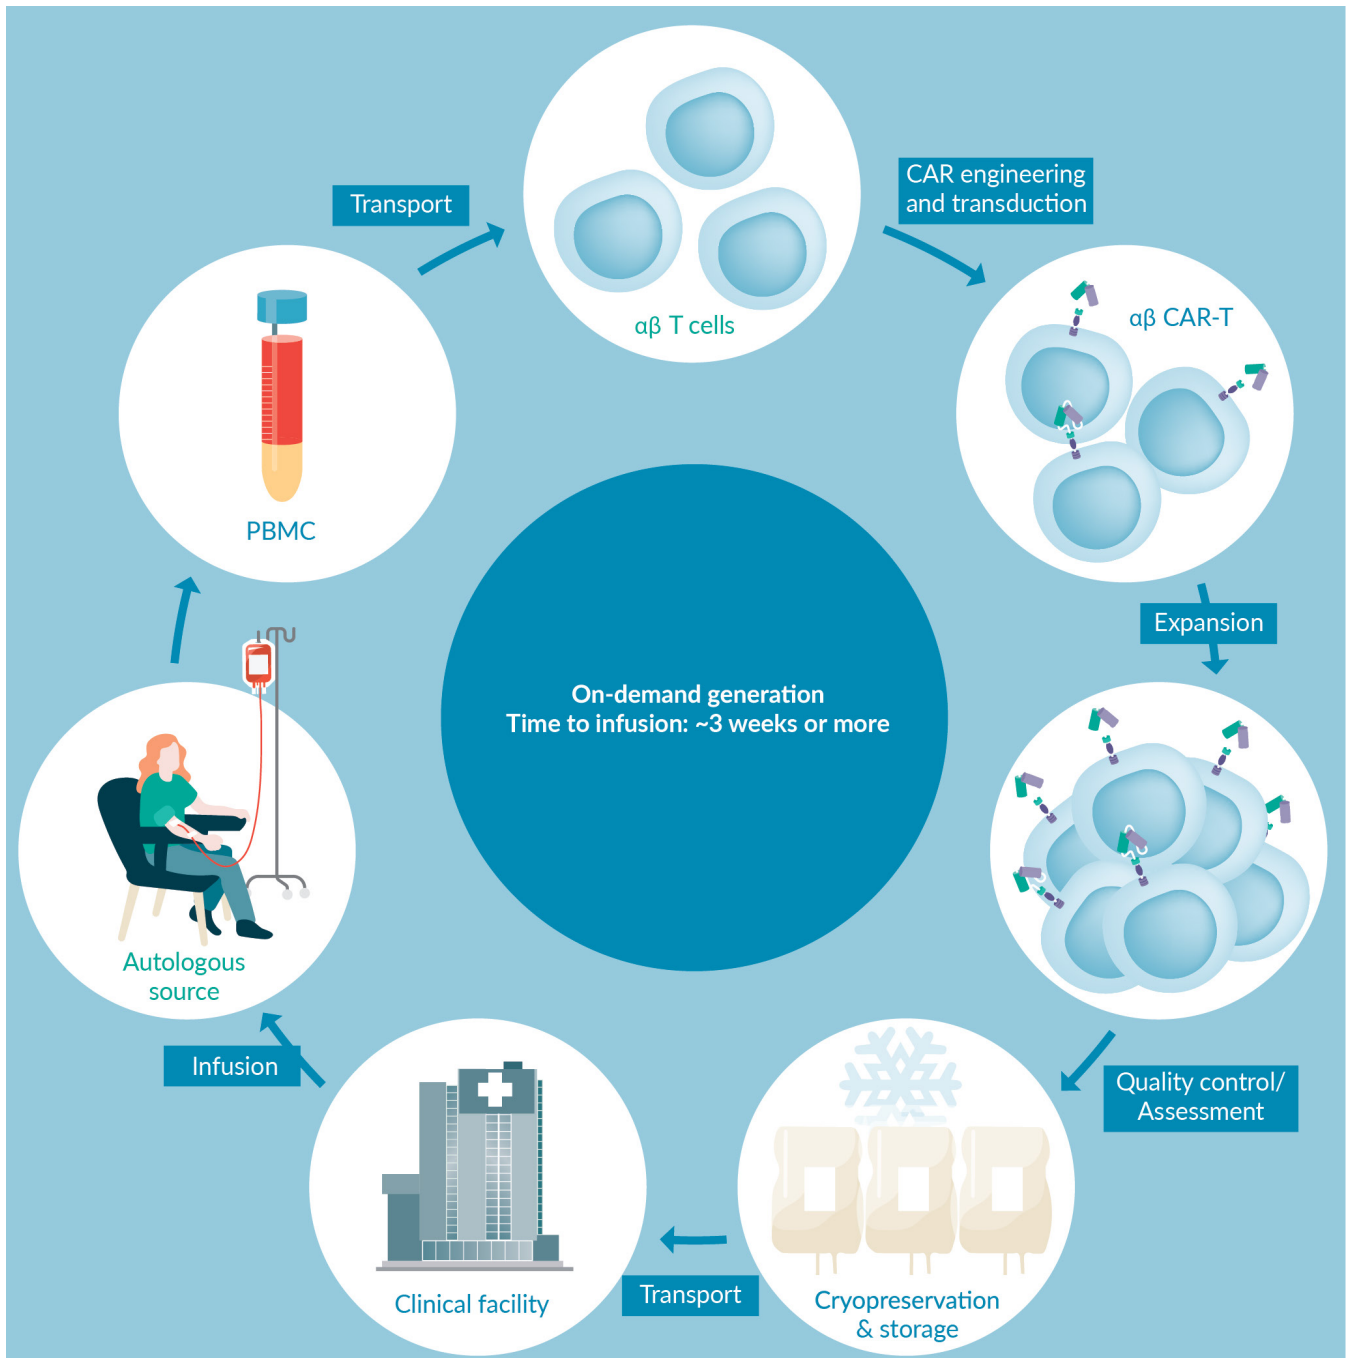 Transport
αβ T cells
CAR engineering
and transduction
αβ CAR-T
Expansion
Quality control/
Assessment
Cryopreservation
& storage
Transport
Clinical facility
Infusion
Autologous
source
PBMC
On-demand generation
Time to infusion: ~3 weeks or more